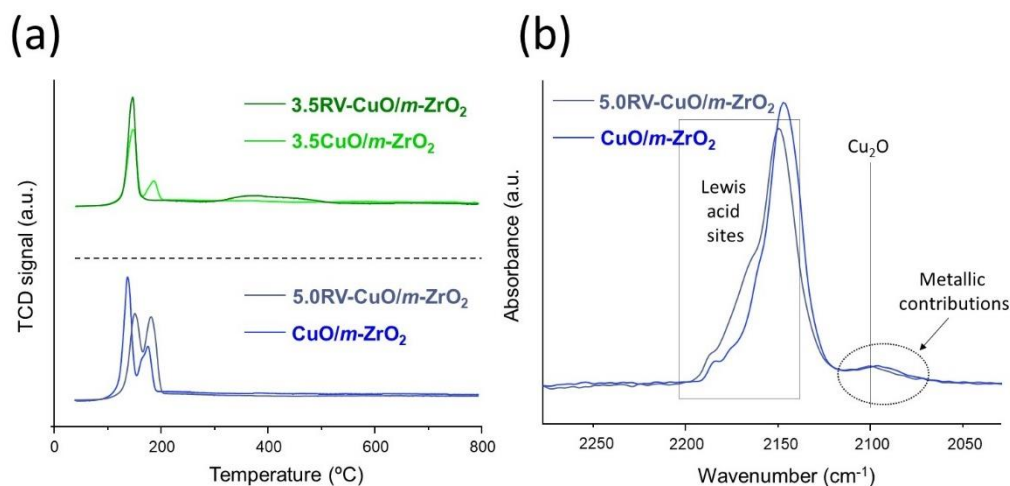 (a)
3.5RV-CuO/m-ZrO₂
3.5CuO/m-ZrO₂
5.0RV-CuO/m-ZrO₂
CuO/m-ZrO₂
TCD signal (a.u.)
0
200
400
600
800
Temperature (ºC)
(b)
5.0RV-CuO/m-ZrO₂
CuO/m-ZrO₂
Cu₂O
Lewis
acid
sites
Metallic
contributions
Absorbance (a.u.)
2250
2200
2150
2100
2050
Wavenumber (cm⁻¹)